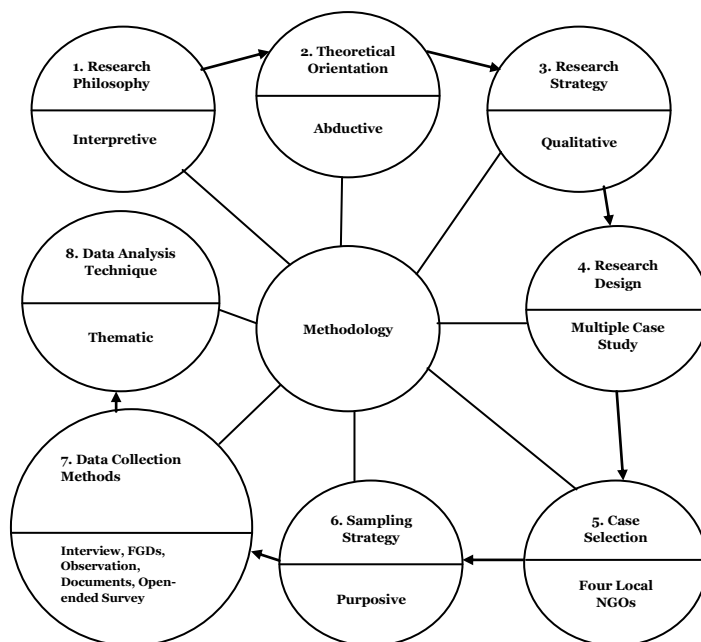 1. Research
Philosophy
Interpretive
2. Theoretical
Orientation
Abductive
3. Research
Strategy
Qualitative
4. Research
Design
Multiple Case
Study
5. Case
Selection
Four Local
NGOs
6. Sampling
Strategy
Purposive
7. Data Collection
Methods
Interview, FGDs,
Observation,
Documents, Open-
ended Survey
8. Data Analysis
Technique
Thematic
Methodology